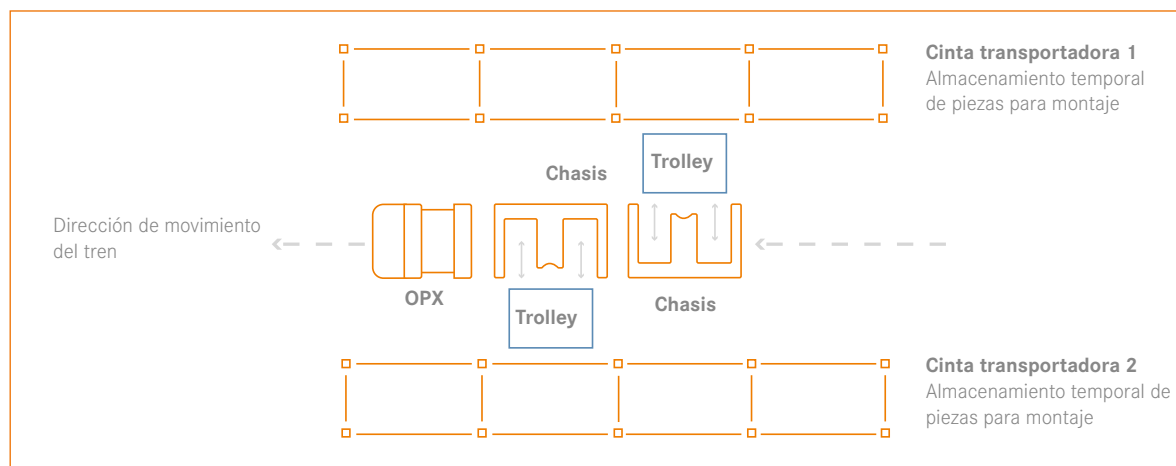 Cinta transportadora 1
Almacenamiento temporal
de piezas para montaje
Trolley
Chasis
Dirección de movimiento
del tren
OPX
Trolley
Chasis
Cinta transportadora 2
Almacenamiento temporal de
piezas para montaje